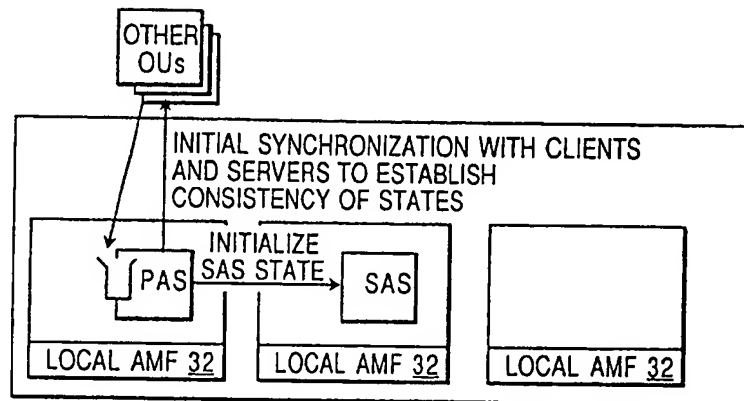 OTHER
OUs
INITIAL SYNCHRONIZATION WITH CLIENTS
AND SERVERS TO ESTABLISH
CONSISTENCY OF STATES
INITIALIZE
SAS STATE
PAS
SAS
LOCAL AMF 32
LOCAL AMF 32
LOCAL AMF 32